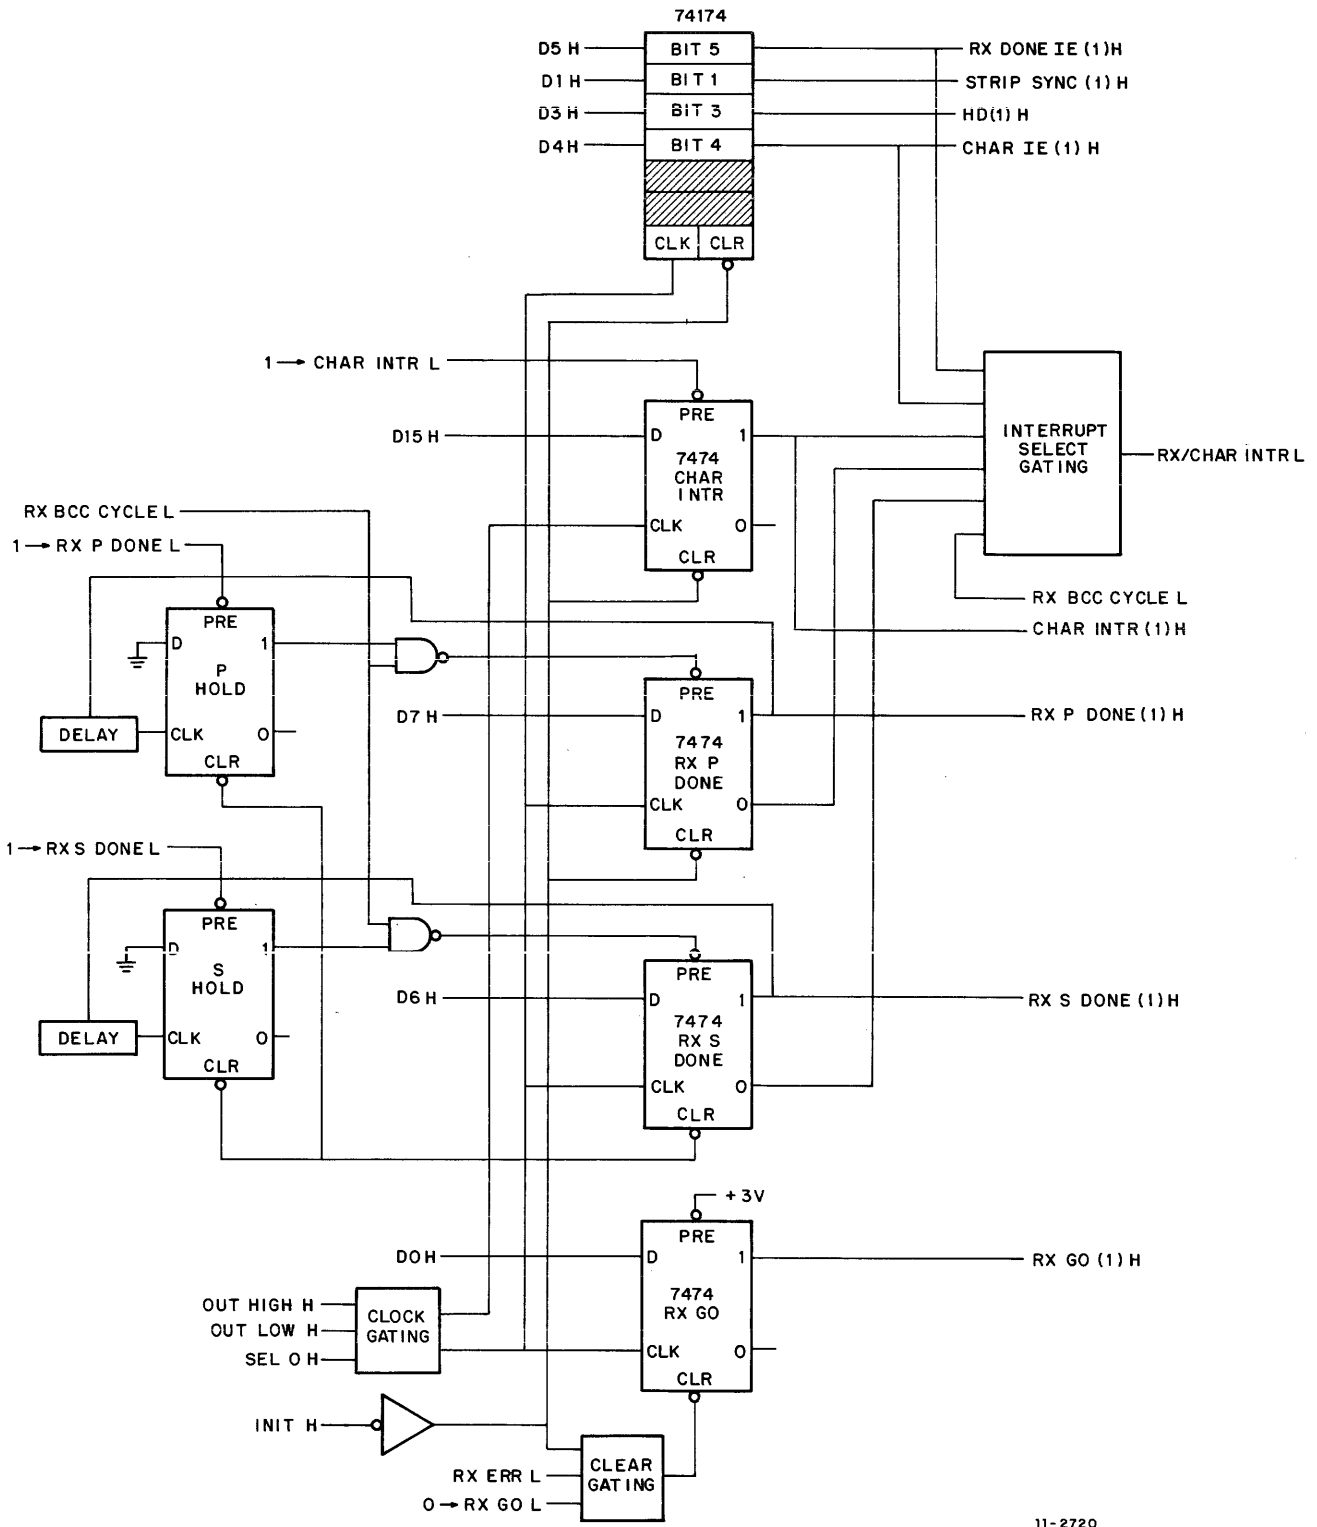 74174
D5 H BIT 5 RX DONE IE (1) H
D1 H BIT 1 STRIP SYNC (1) H
D3 H BIT 3 HD(1) H
D4 H BIT 4 CHAR IE (1) H
CLK CLR
1 → CHAR INTR L
PRE
D15 H D 1
7474
CHAR
INTR
CLK 0
CLR
INTERRUPT
SELECT
GATING
RX/CHAR INTR L
RX BCC CYCLE L
1 → RX P DONE L
PRE
D 1
P
HOLD
DELAY CLK 0
CLR
RX BCC CYCLE L
CHAR INTR (1) H
PRE
D7 H D 1 RX P DONE (1) H
7474
RX P
DONE
CLK 0
CLR
1 → RX S DONE L
PRE
D 1
S
HOLD
DELAY CLK 0
CLR
PRE
D6 H D 1 RX S DONE (1) H
7474
RX S
DONE
CLK 0
CLR
+3V
PRE
D0 H D 1 RX GO (1) H
7474
RX GO
CLK 0
CLR
OUT HIGH H
OUT LOW H
SEL 0 H
CLOCK
GATING
INIT H
RX ERR L
0 → RX GO L
CLEAR
GATING
11-2720